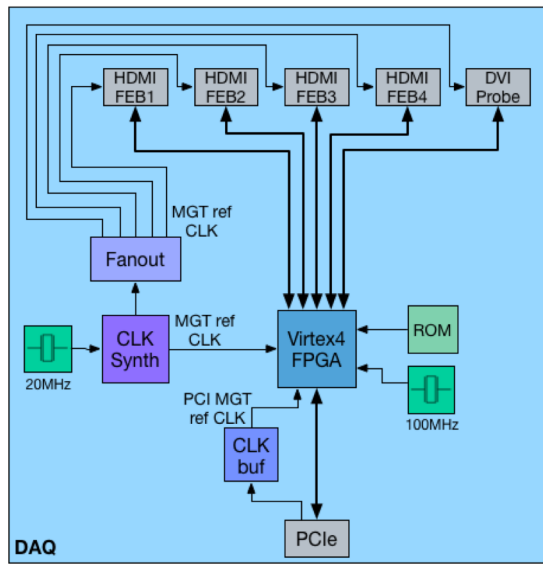 HDMI
FEB1
HDMI
FEB2
HDMI
FEB3
HDMI
FEB4
DVI
Probe
MGT ref
CLK
Fanout
CLK
Synth
MGT ref
CLK
20MHz
Virtex4
FPGA
ROM
100MHz
PCI MGT
ref CLK
CLK
buf
PCIe
DAQ